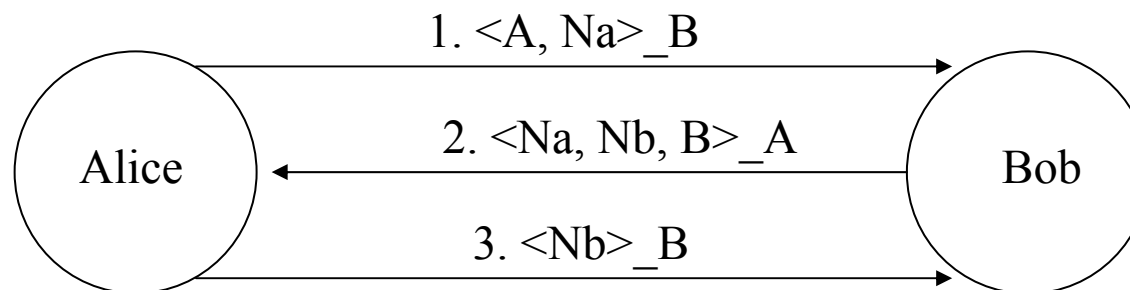 1. <A, Na>_B
Alice
2. <Na, Nb, B>_A
Bob
3. <Nb>_B